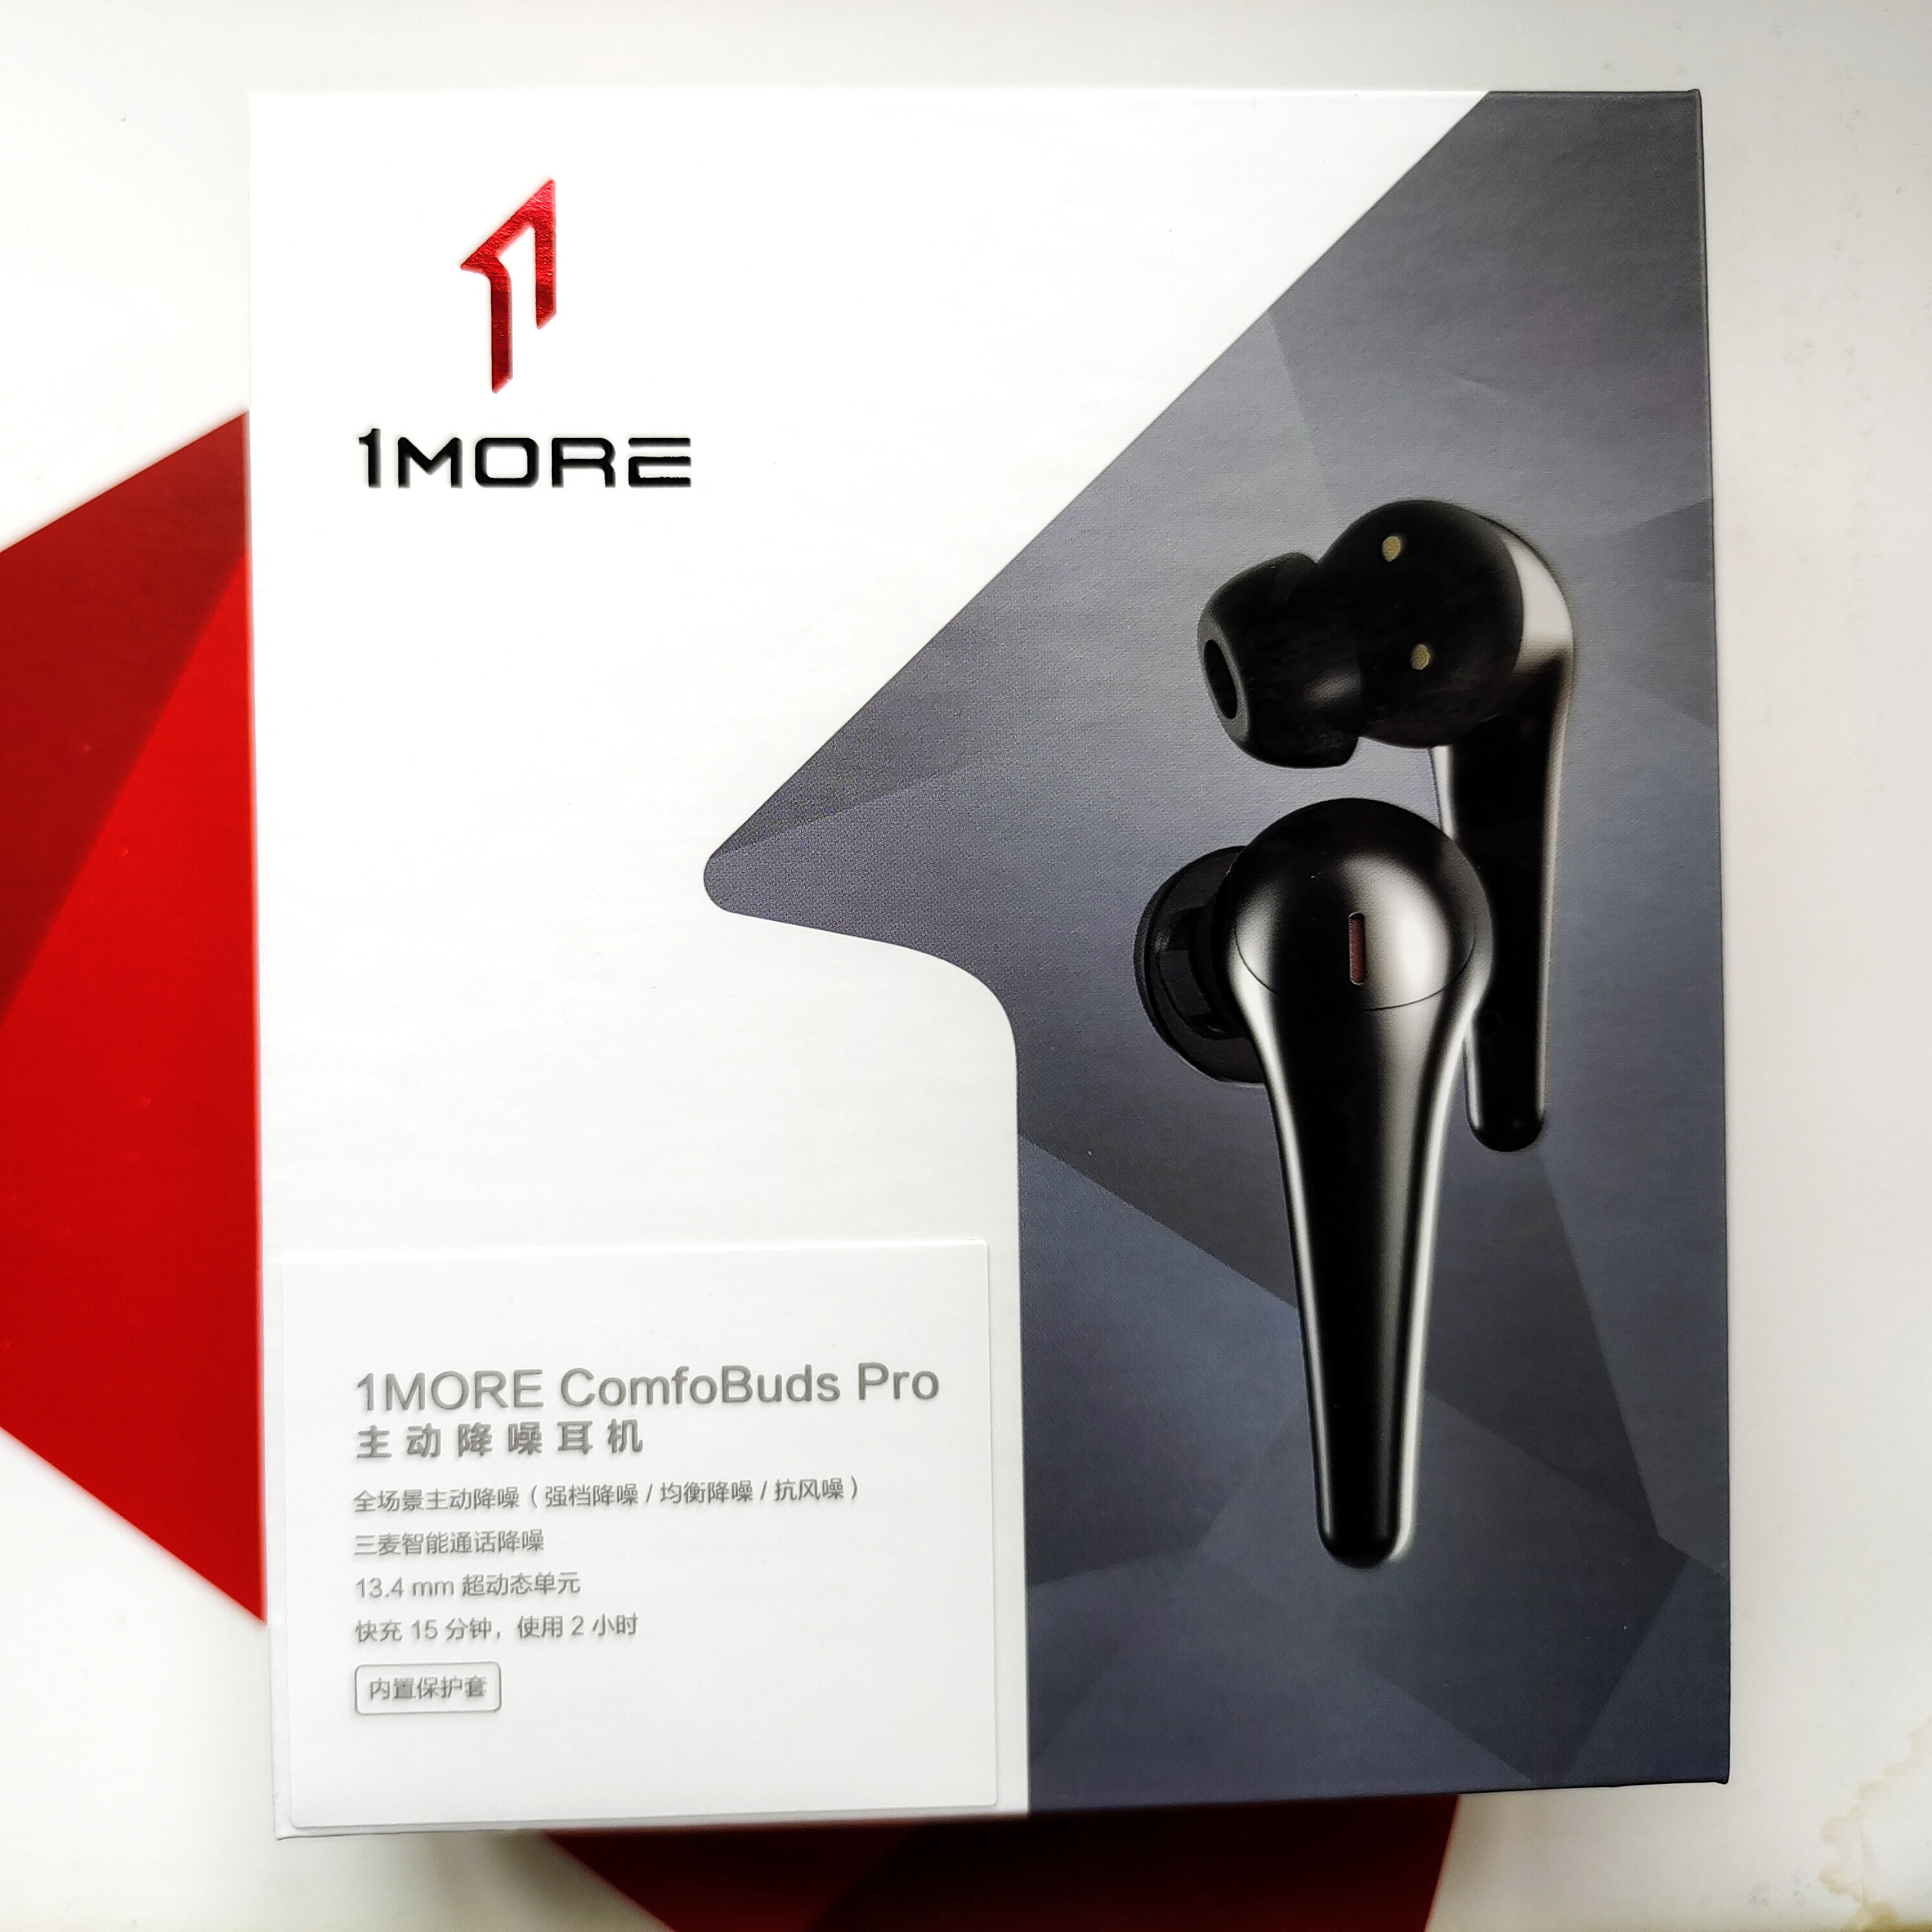 1MORE
1MORE ComfoBuds Pro
主动降噪耳机
全场景主动降噪（强档降噪 / 均衡降噪 / 抗风噪）
三麦智能通话降噪
13.4 mm 超动态单元
快充 15 分钟，使用 2 小时
内置保护套